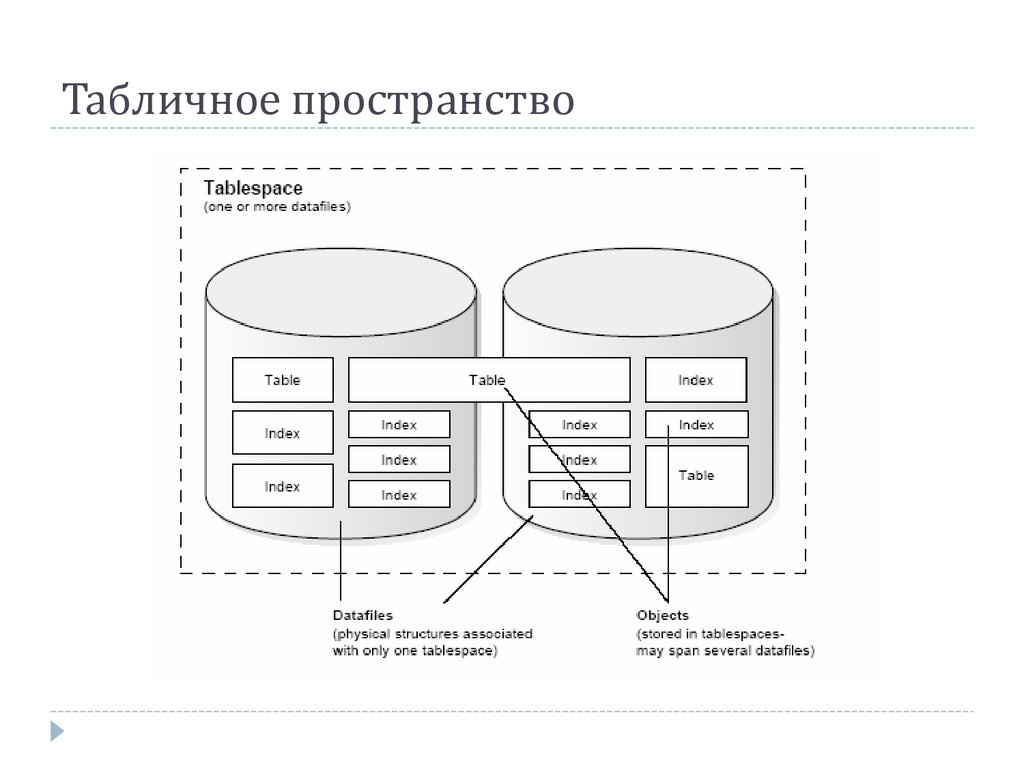 Табличное пространство
Tablespace
(one or more datafiles)
Table
Table
Index
Index
Index
Index
Index
Index
Index
Index
Table
Index
Index
Index
Datafiles
(physical structures associated
with only one tablespace)
Objects
(stored in tablespaces-
may span several datafiles)